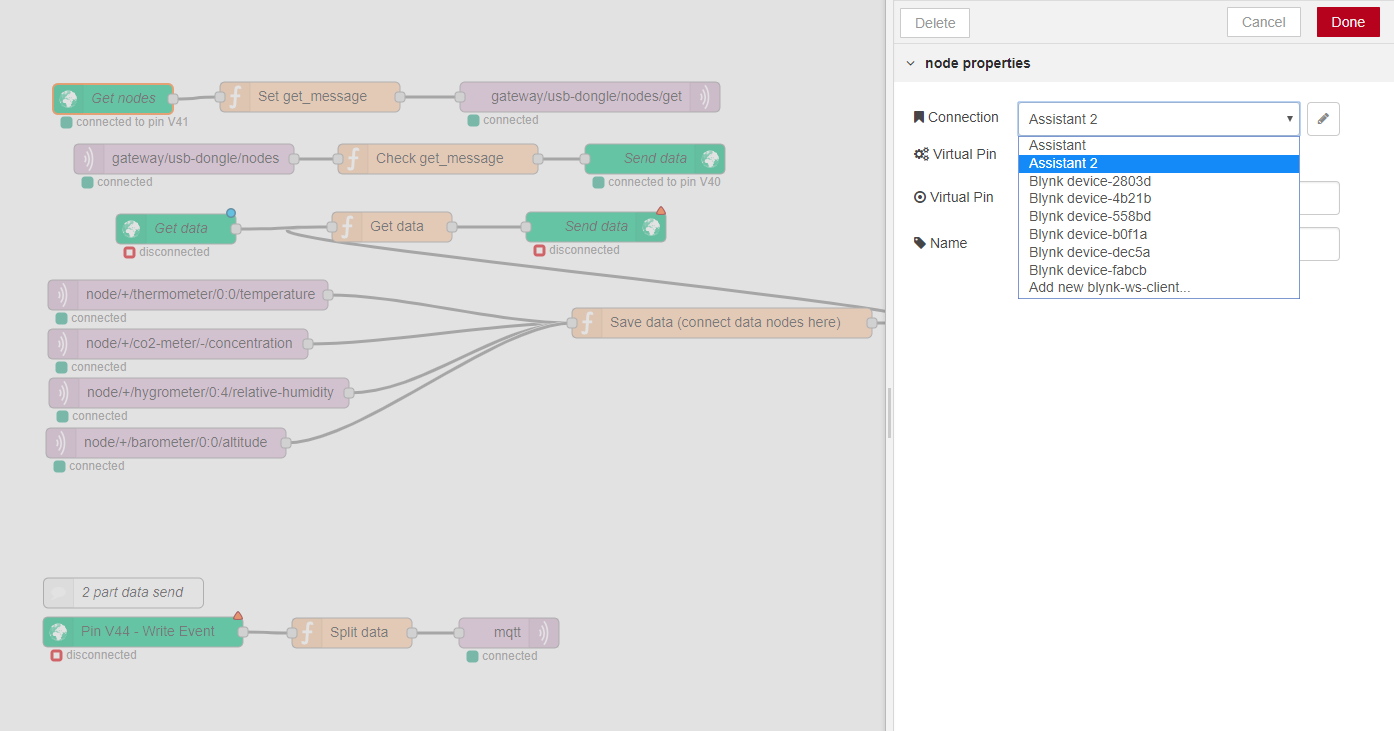 Get nodes
Set get_message
gateway/usb-dongle/nodes/get
connected to pin V41
connected
gateway/usb-dongle/nodes
Check get_message
Send data
connected
connected to pin V40
Get data
Get data
Send data
disconnected
disconnected
node/+/thermometer/0:0/temperature
connected
Save data (connect data nodes here)
node/+/co2-meter/-/concentration
connected
node/+/hygrometer/0:4/relative-humidity
connected
node/+/barometer/0:0/altitude
connected
2 part data send
Pin V44 - Write Event
Split data
mqtt
disconnected
connected
Delete
Cancel
Done
node properties
Connection
Assistant 2
Virtual Pin
Virtual Pin
Name
Assistant
Assistant 2
Blynk device-2803d
Blynk device-4b21b
Blynk device-558bd
Blynk device-b0f1a
Blynk device-dec5a
Blynk device-fabcb
Add new blynk-ws-client...